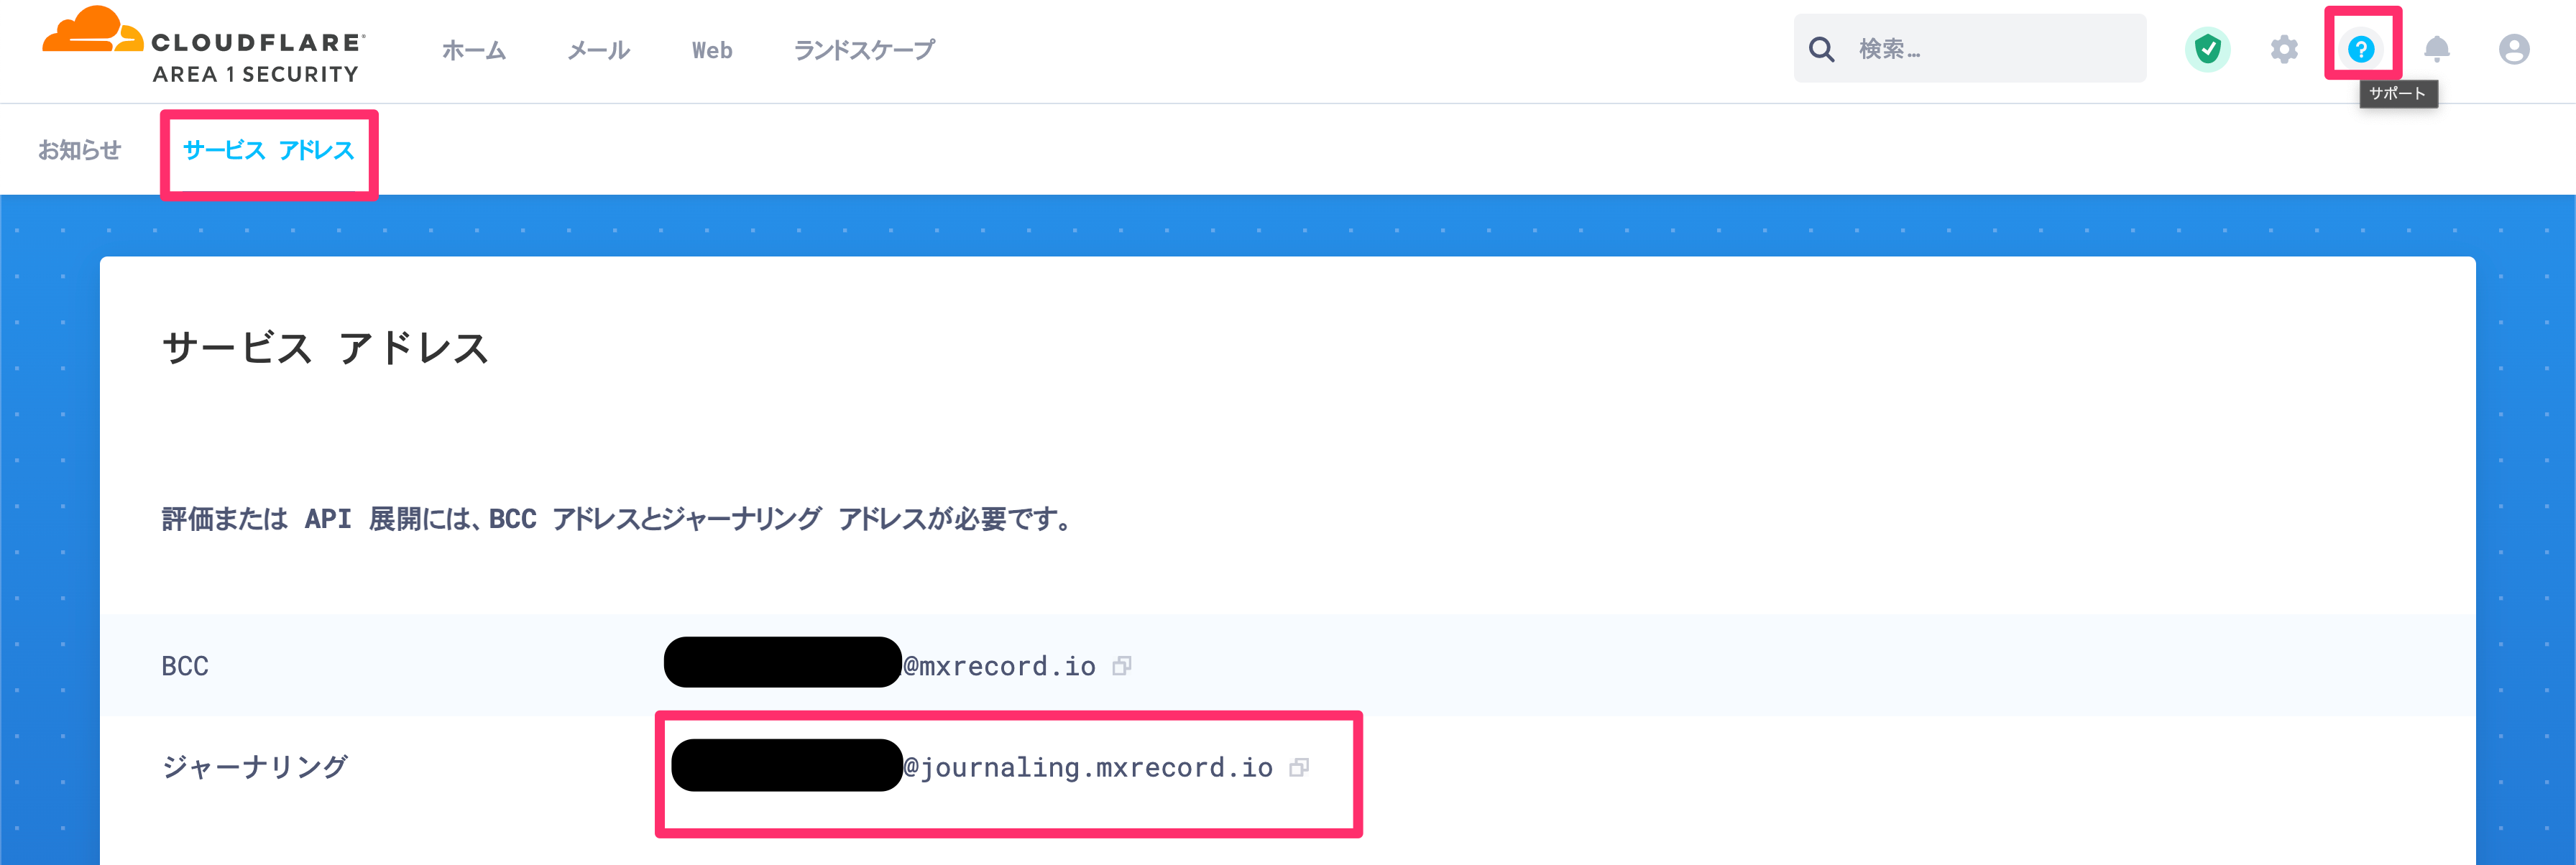 CLOUDFLARE
AREA 1 SECURITY
ホーム メール Web ランドスケープ 検索…
サポート
お知らせ サービス アドレス
サービス アドレス
評価または API 展開には、BCC アドレスとジャーナリング アドレスが必要です。
BCC @mxrecord.io
ジャーナリング @journaling.mxrecord.io